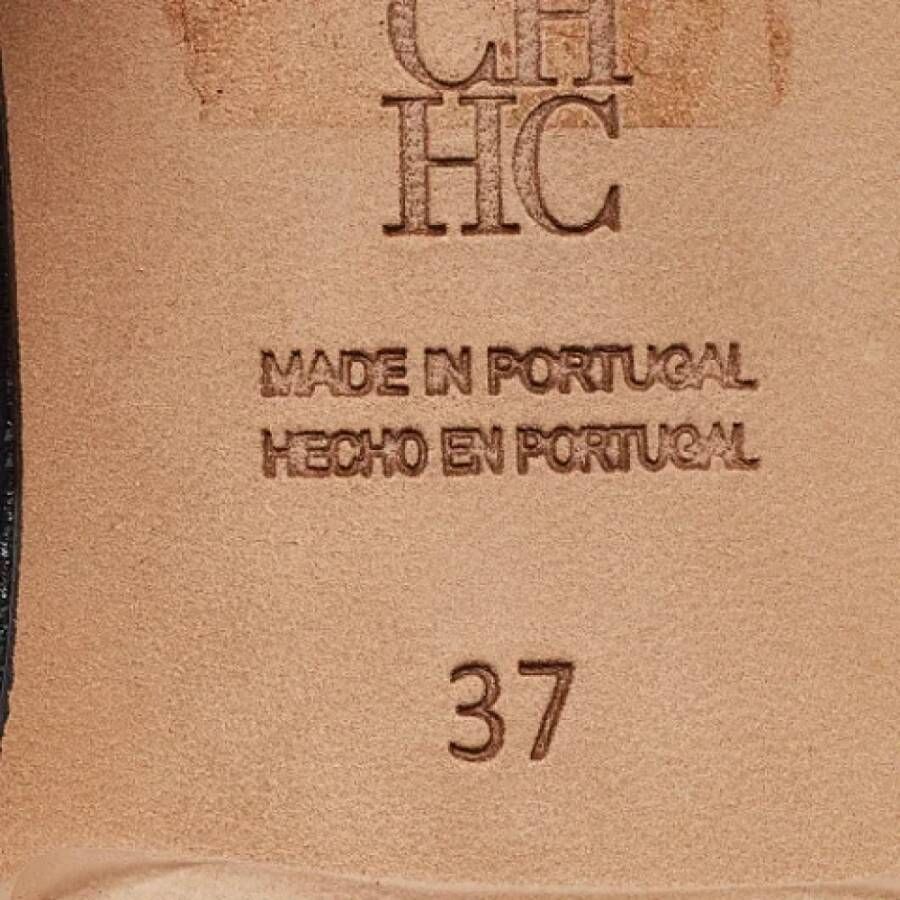 CH
HC
MADE IN PORTUGAL
HECHO EN PORTUGAL
37